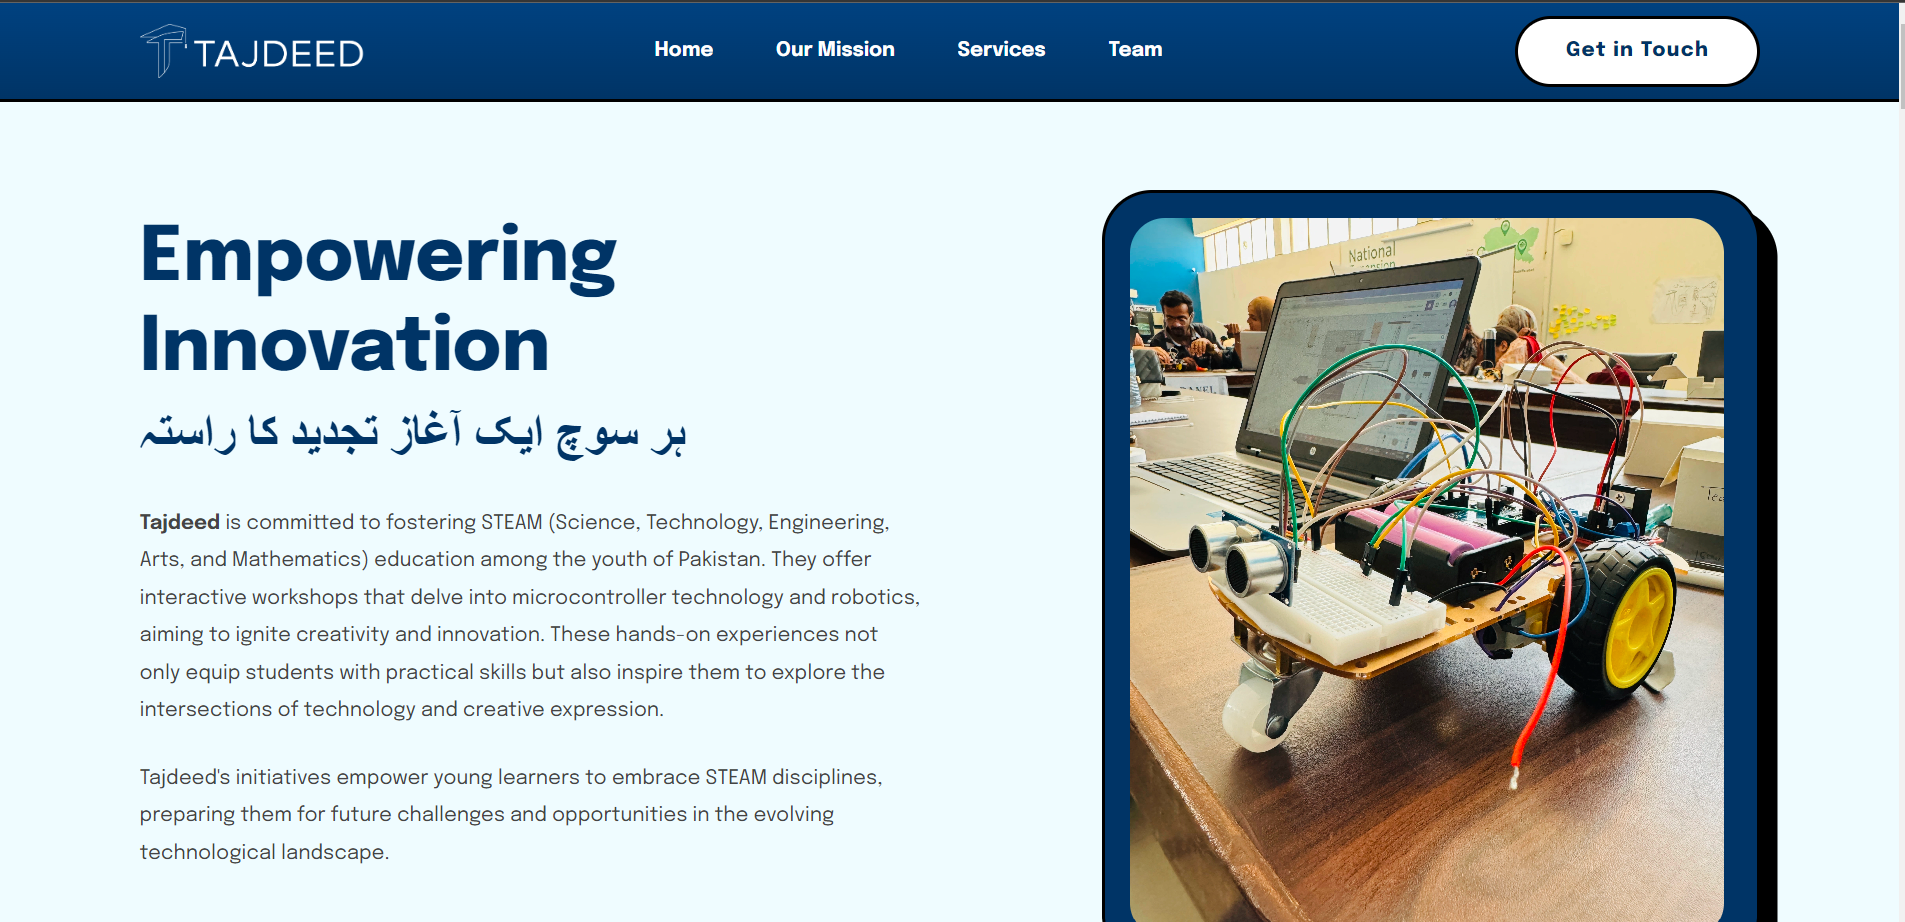 TAJDEED
Home
Our Mission
Services
Team
Get in Touch
Empowering
Innovation
ہر سوچ ایک آغاز تجدید کا راستہ
Tajdeed is committed to fostering STEAM (Science, Technology, Engineering,
Arts, and Mathematics) education among the youth of Pakistan. They offer
interactive workshops that delve into microcontroller technology and robotics,
aiming to ignite creativity and innovation. These hands-on experiences not
only equip students with practical skills but also inspire them to explore the
intersections of technology and creative expression.
Tajdeed's initiatives empower young learners to embrace STEAM disciplines,
preparing them for future challenges and opportunities in the evolving
technological landscape.
National